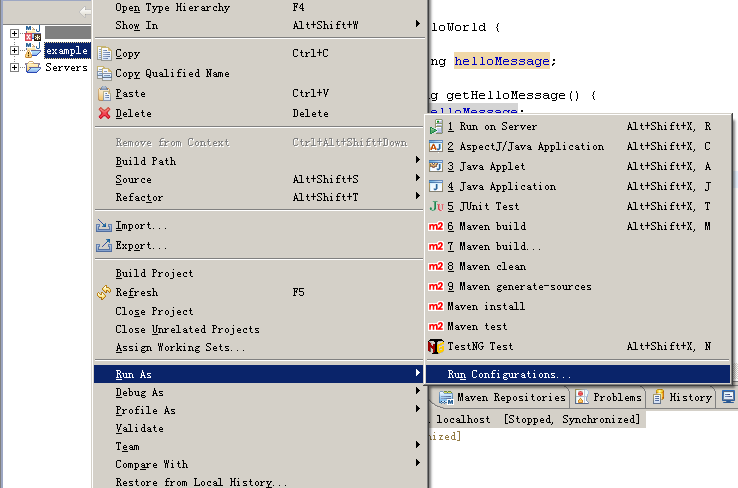 Open Type Hierarchy F4
Show In Alt+Shift+W
Copy Ctrl+C
Copy Qualified Name
Paste Ctrl+V
Delete Delete
Remove from Context Ctrl+Alt+Shift+Down
Build Path
Source Alt+Shift+S
Refactor Alt+Shift+T
Import...
Export...
Build Project
Refresh F5
Close Project
Close Unrelated Projects
Assign Working Sets...
Run As
Debug As
Profile As
Validate
Team
Compare With
Restore from Local History...
example
Servers
loWorld {
ng helloMessage;
g getHelloMessage() {
elloMessage;
1 Run on Server Alt+Shift+X, R
2 AspectJ/Java Application Alt+Shift+X, C
3 Java Applet Alt+Shift+X, A
4 Java Application Alt+Shift+X, J
5 JUnit Test Alt+Shift+X, T
6 Maven build Alt+Shift+X, M
7 Maven build...
8 Maven clean
9 Maven generate-sources
Maven install
Maven test
TestNG Test Alt+Shift+X, N
Run Configurations...
Maven Repositories Problems History
localhost [Stopped, Synchronized]
nized]